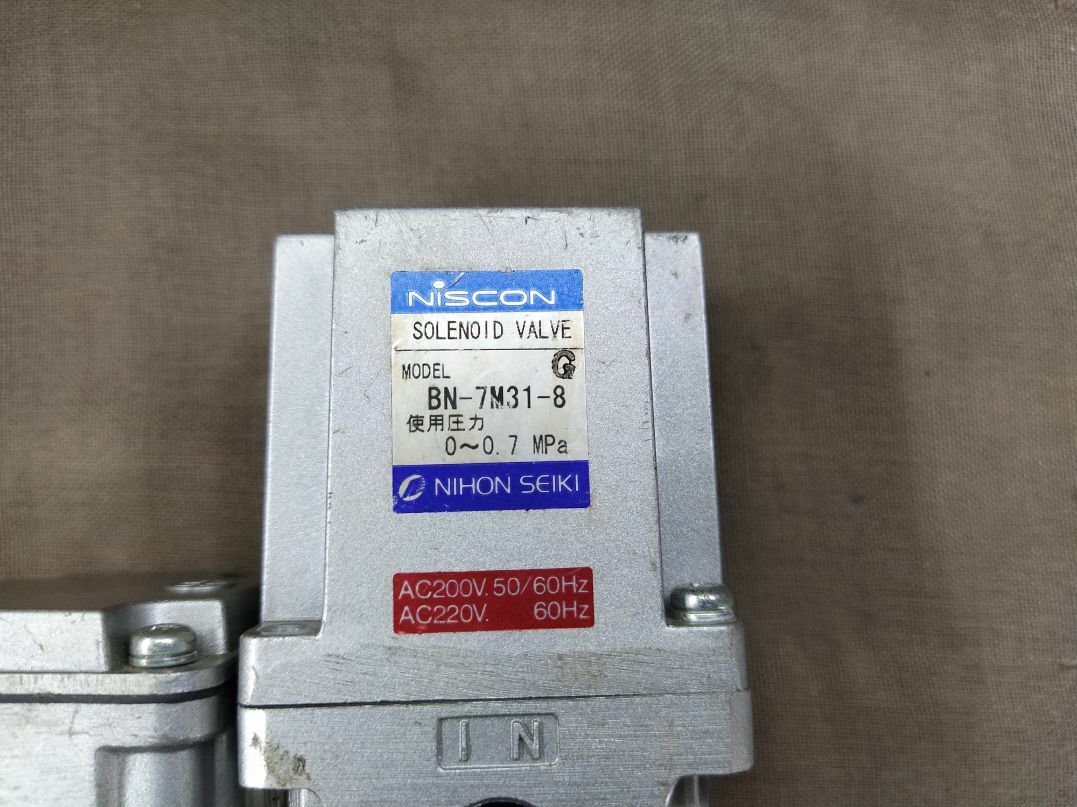 NiSCON
SOLENOID VALVE
MODEL G
BN-7M31-8
使用圧力
0～0.7 MPa
NIHON SEIKI
AC200V. 50/60Hz
AC220V. 60Hz
IN